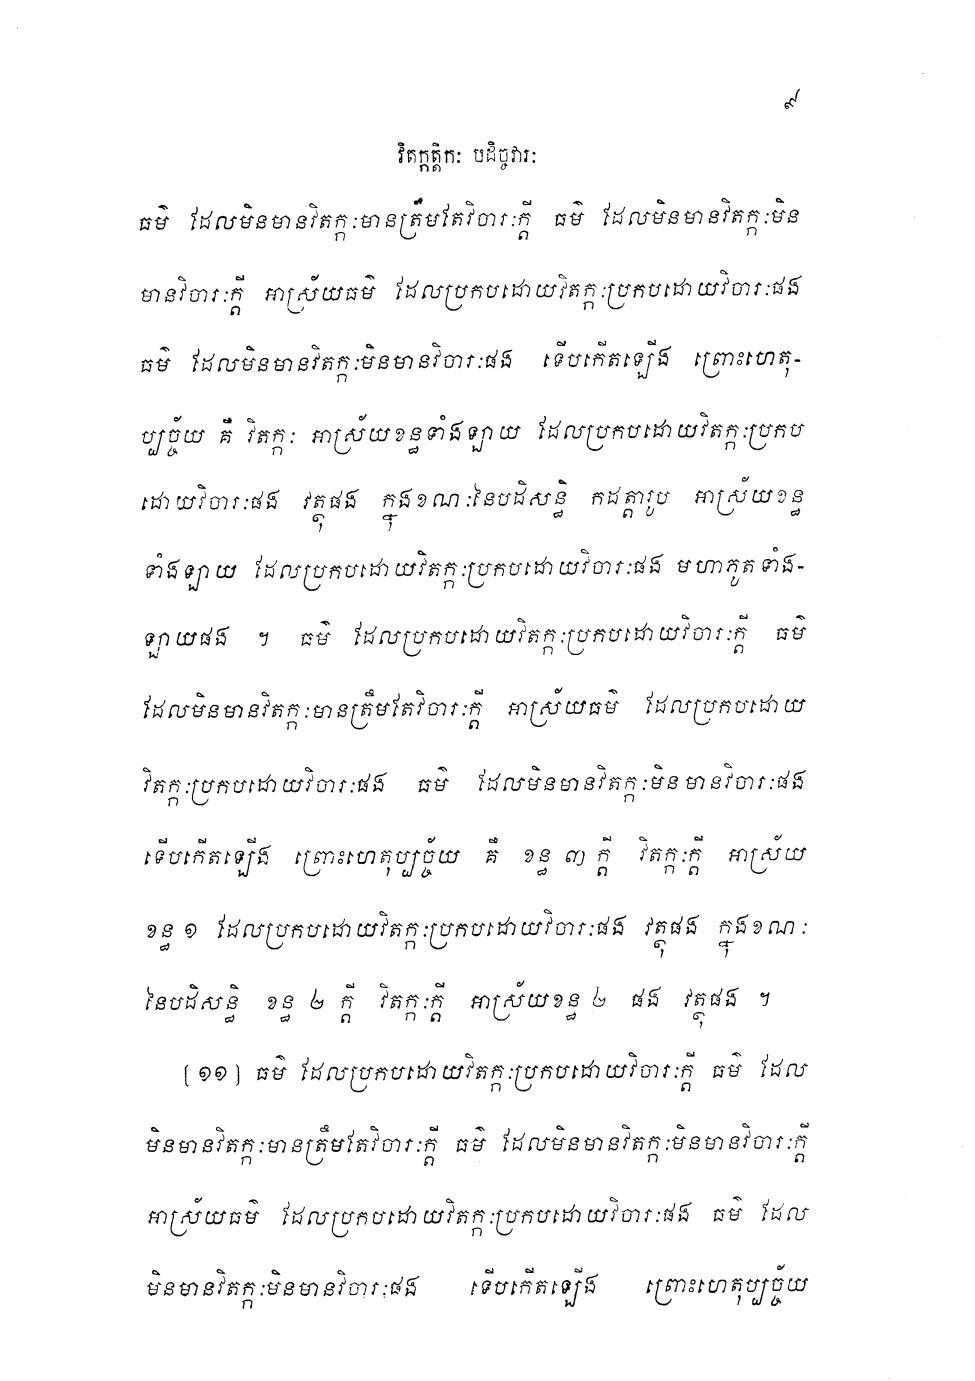 ៩
វិតក្កត្តិកៈ បដិច្ចវារៈ
ធម៌ ដែលមិនមានវិតក្កៈមានត្រឹមតែវិចារៈក្តី ធម៌ ដែលមិនមានវិតក្កៈមិន
មានវិចារៈក្តី អាស្រ័យធម៌ ដែលប្រកបដោយវិតក្កៈប្រកបដោយវិចារៈផង
ធម៌ ដែលមិនមានវិតក្កៈមិនមានវិចារៈផង ទើបកើតឡើង ព្រោះហេតុ-
ប្បច្ច័យ គឺ វិតក្កៈ អាស្រ័យខន្ធទាំងឡាយ ដែលប្រកបដោយវិតក្កៈប្រកប
ដោយវិចារៈផង វត្ថុផង ក្នុងខណៈនៃបដិសន្ធិ កដត្តារូប អាស្រ័យខន្ធ
ទាំងឡាយ ដែលប្រកបដោយវិតក្កៈប្រកបដោយវិចារៈផង មហាភូតទាំង-
ឡាយផង ។ ធម៌ ដែលប្រកបដោយវិតក្កៈប្រកបដោយវិចារៈក្តី ធម៌
ដែលមិនមានវិតក្កៈមានត្រឹមតែវិចារៈក្តី អាស្រ័យធម៌ ដែលប្រកបដោយ
វិតក្កៈប្រកបដោយវិចារៈផង ធម៌ ដែលមិនមានវិតក្កៈមិនមានវិចារៈផង
ទើបកើតឡើង ព្រោះហេតុប្បច្ច័យ គឺ ខន្ធ ៣ ក្តី វិតក្កៈក្តី អាស្រ័យ
ខន្ធ ១ ដែលប្រកបដោយវិតក្កៈប្រកបដោយវិចារៈផង វត្ថុផង ក្នុងខណៈ
នៃបដិសន្ធិ ខន្ធ ២ ក្តី វិតក្កៈក្តី អាស្រ័យខន្ធ ២ ផង វត្ថុផង ។
[១១] ធម៌ ដែលប្រកបដោយវិតក្កៈប្រកបដោយវិចារៈក្តី ធម៌ ដែល
មិនមានវិតក្កៈមានត្រឹមតែវិចារៈក្តី ធម៌ ដែលមិនមានវិតក្កៈមិនមានវិចារៈក្តី
អាស្រ័យធម៌ ដែលប្រកបដោយវិតក្កៈប្រកបដោយវិចារៈផង ធម៌ ដែល
មិនមានវិតក្កៈមិនមានវិចារៈផង ទើបកើតឡើង ព្រោះហេតុប្បច្ច័យ